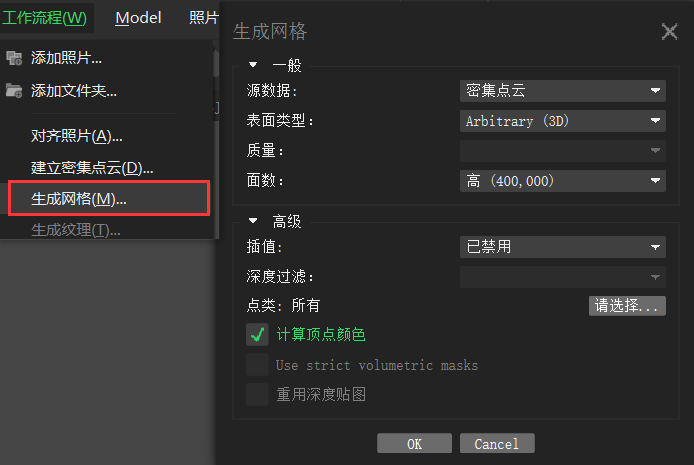 工作流程(W) Model 照片
添加照片...
添加文件夹...
对齐照片(A)...
建立密集点云(D)...
生成网格(M)...
生成纹理(T)...
生成网格
一般
源数据: 密集点云
表面类型: Arbitrary (3D)
质量:
面数: 高 (400,000)
高级
插值: 已禁用
深度过滤:
点类: 所有 请选择...
计算顶点颜色
Use strict volumetric masks
重用深度贴图
OK Cancel